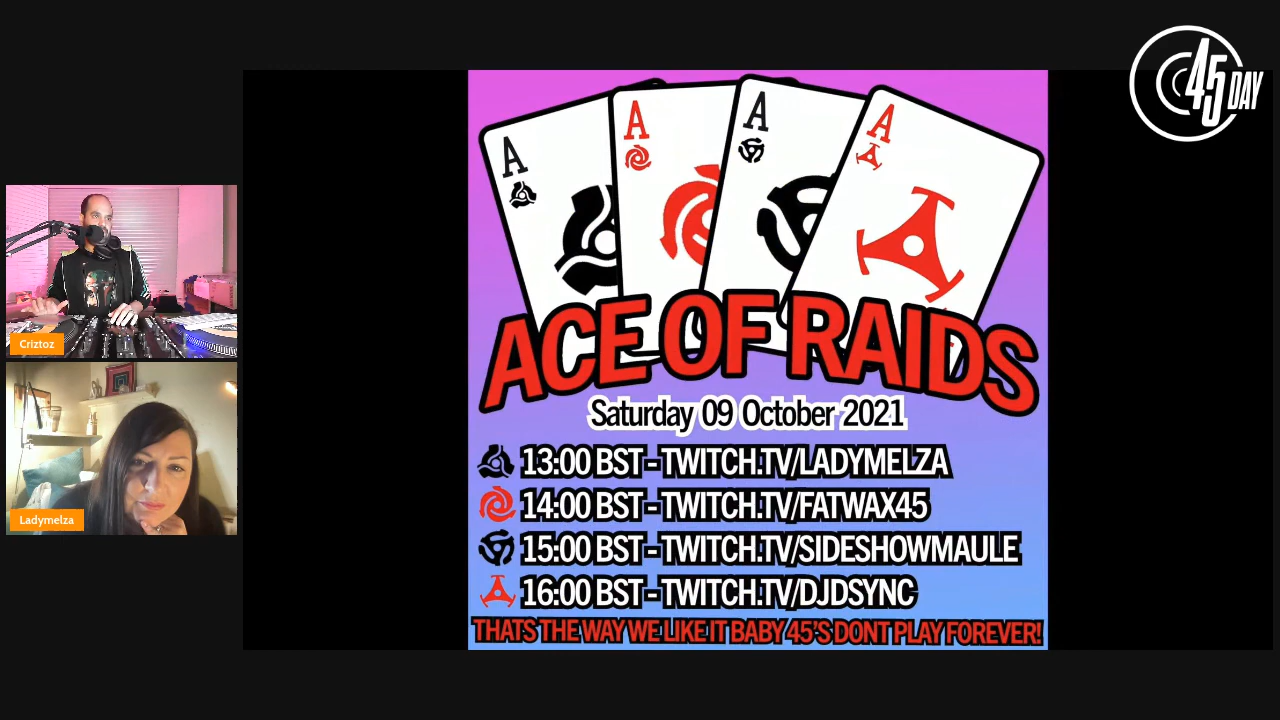 45 DAY
A
A
A
A
ACE OF RAIDS
Saturday 09 October 2021
13:00 BST - TWITCH.TV/LADYMELZA
14:00 BST - TWITCH.TV/FATWAX45
15:00 BST - TWITCH.TV/SIDESHOWMAULE
16:00 BST - TWITCH.TV/DJDSYNC
THATS THE WAY WE LIKE IT BABY 45'S DONT PLAY FOREVER!
Criztoz
Ladymelza